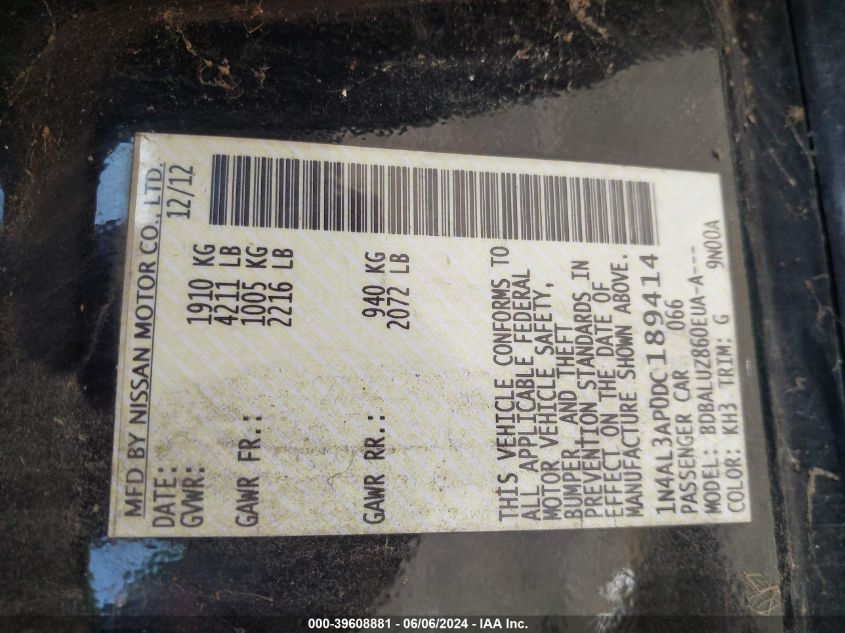 MFD BY NISSAN MOTOR CO., LTD.
DATE: 12/12
GVWR: 1910 KG
4211 LB
GAWR FR.: 1005 KG
2216 LB
GAWR RR.: 940 KG
2072 LB
THIS VEHICLE CONFORMS TO
ALL APPLICABLE FEDERAL
MOTOR VEHICLE SAFETY,
BUMPER AND THEFT
PREVENTION STANDARDS IN
EFFECT ON THE DATE OF
MANUFACTURE SHOWN ABOVE.
1N4AL3AP0DC189414
PASSENGER CAR 066
MODEL: BDBALUZ860EUA-A---
COLOR: KH3 TRIM: G 9N00A
000-39608881 - 06/06/2024 - IAA Inc.